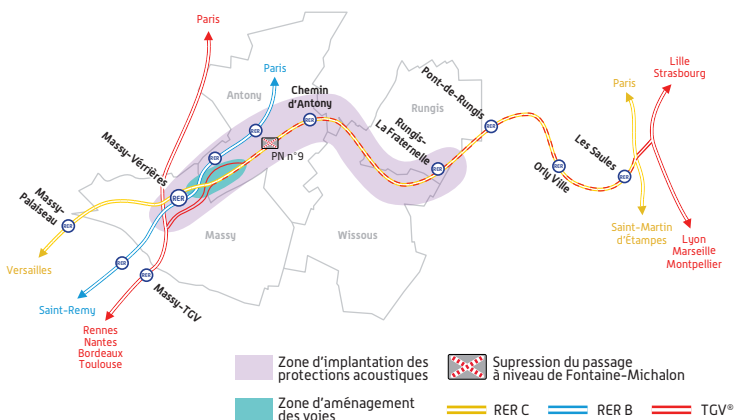 Paris
Lille
Strasbourg
Paris
Paris
Antony
Chemin
d'Antony
Pont-de-Rungis
Rungis
Rungis-
La Fraternelle
Les Saules
Orly Ville
Massy-Vérrières
PN n°9
RER
RER
RER
RER
RER
RER
RER
RER
RER
RER
RER
Massy-
Palaiseau
Massy
Wissous
Saint-Martin
d'Étampes
Lyon
Marseille
Montpellier
Versailles
Massy-TGV
Saint-Remy
Rennes
Nantes
Bordeaux
Toulouse
Zone d'implantation des
protections acoustiques
Supression du passage
à niveau de Fontaine-Michalon
Zone d'aménagement
des voies
RER C
RER B
TGV®